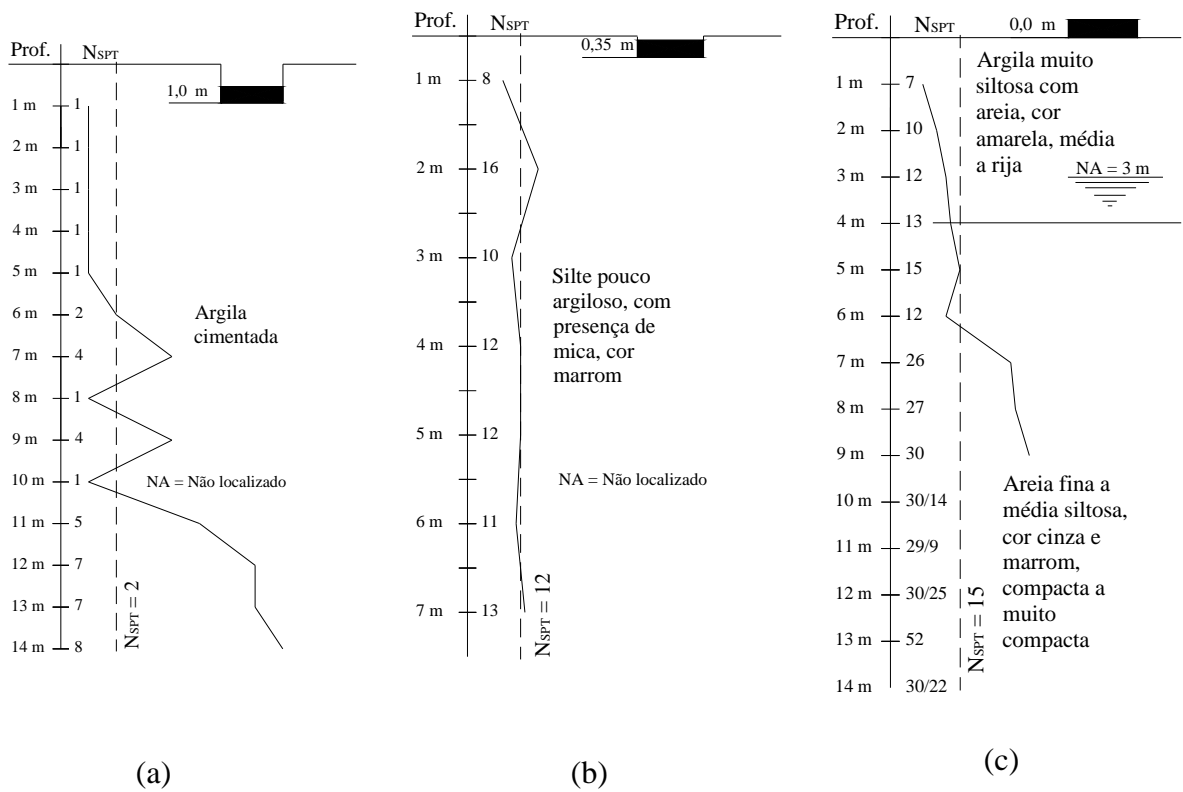 Prof.
NSPT
1,0 m
1 m 1
2 m 1
3 m 1
4 m 1
5 m 1
6 m 2
7 m 4
8 m 1
9 m 4
10 m 1
11 m 5
12 m 7
13 m 7
14 m 8
Argila
cimentada
NA = Não localizado
NSPT = 2
(a)
Prof.
NSPT
0,35 m
1 m 8
2 m 16
3 m 10
4 m 12
5 m 12
6 m 11
7 m 13
Silte pouco
argiloso, com
presença de
mica, cor
marrom
NA = Não localizado
NSPT = 12
(b)
Prof.
NSPT
0,0 m
1 m 7
2 m 10
3 m 12
4 m 13
5 m 15
6 m 12
7 m 26
8 m 27
9 m 30
10 m 30/14
11 m 29/9
12 m 30/25
13 m 52
14 m 30/22
Argila muito
siltosa com
areia, cor
amarela, média
a rija
NA = 3 m
Areia fina a
média siltosa,
cor cinza e
marrom,
compacta a
muito
compacta
NSPT = 15
(c)